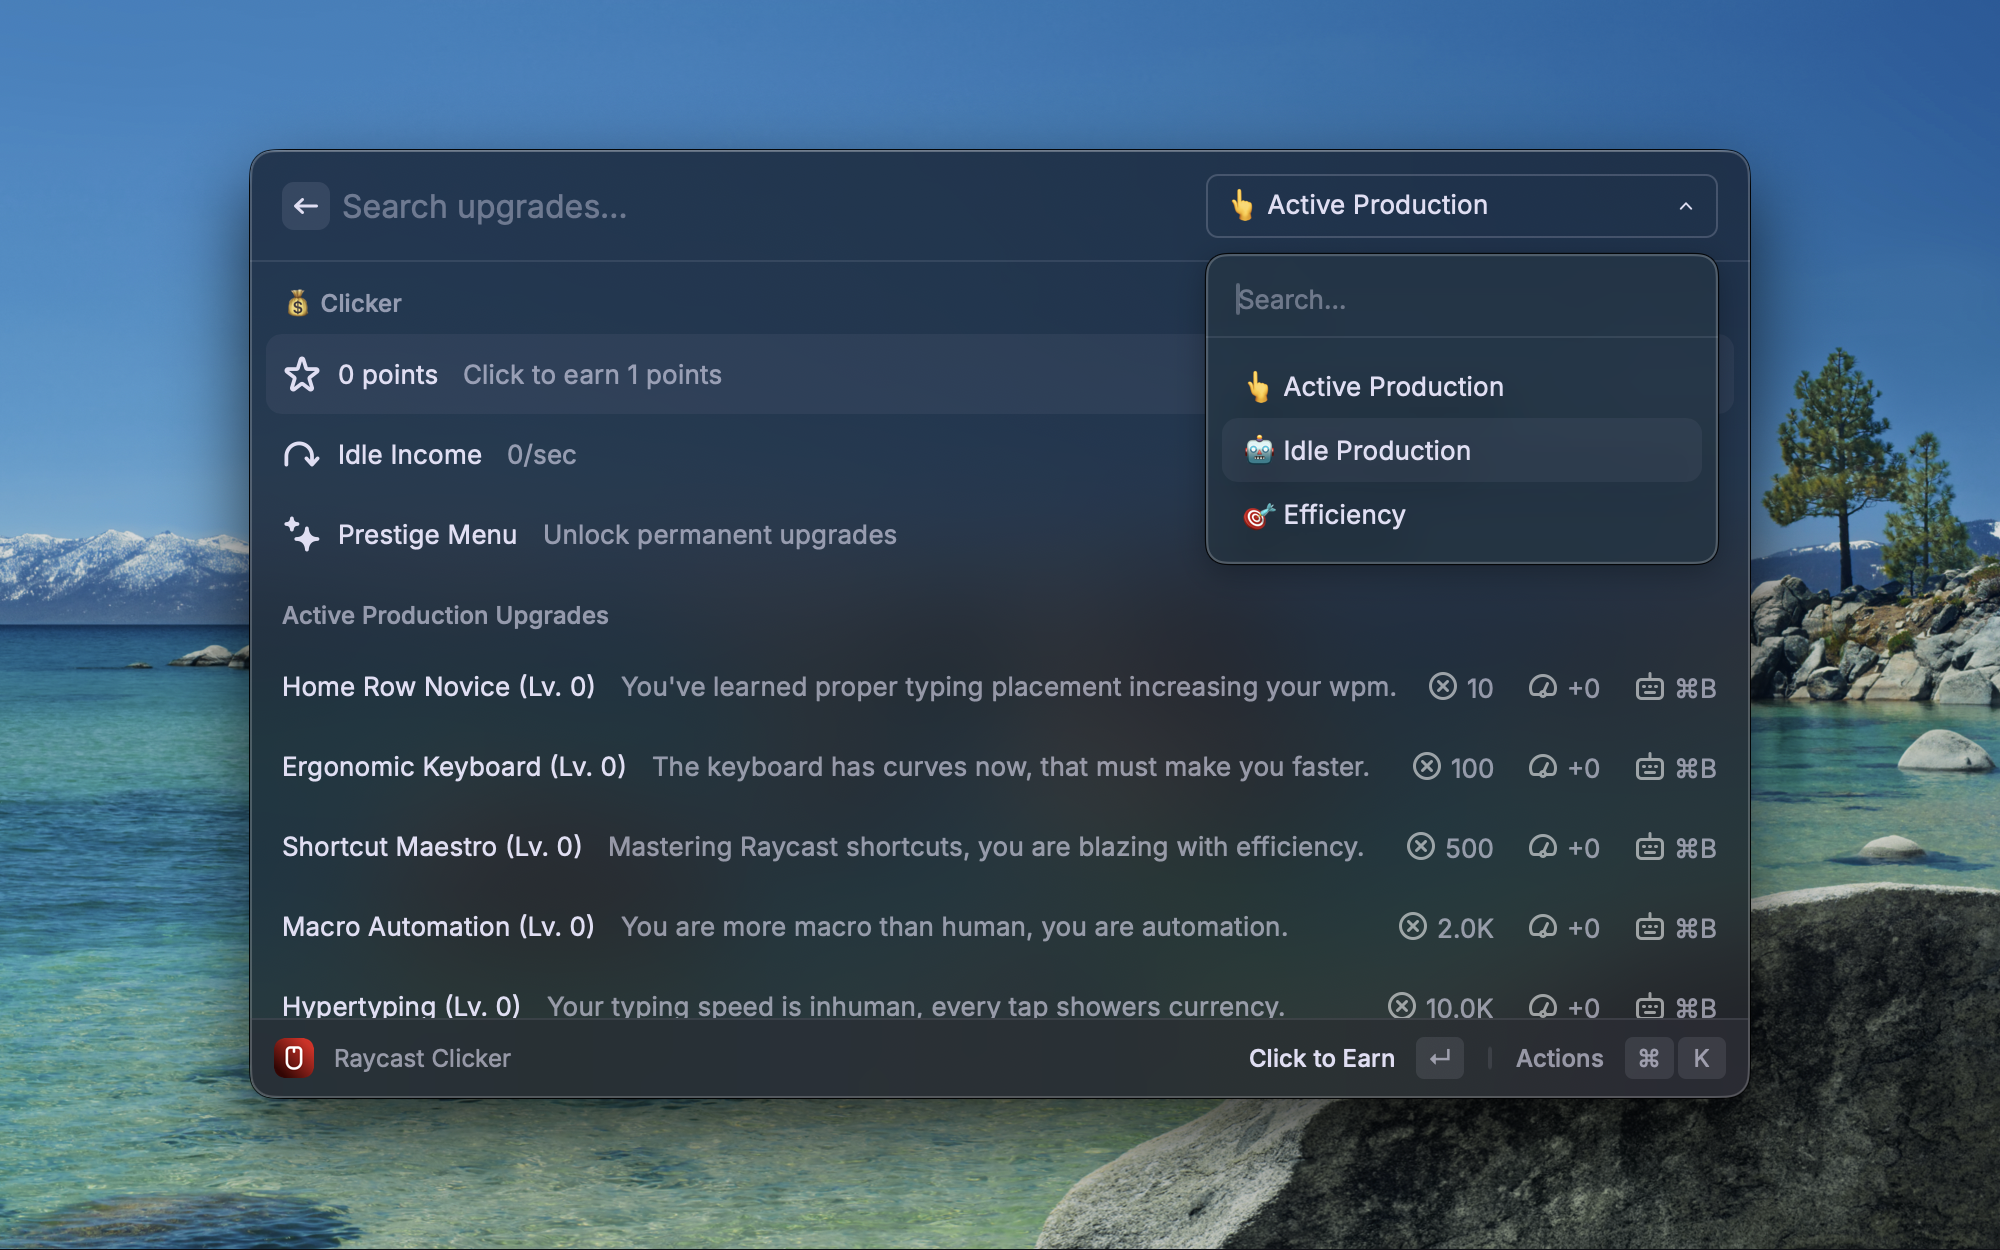 Search upgrades...
👆 Active Production
Search...
👆 Active Production
🤖 Idle Production
🎯 Efficiency
💰 Clicker
0 points Click to earn 1 points
Idle Income 0/sec
Prestige Menu Unlock permanent upgrades
Active Production Upgrades
Home Row Novice (Lv. 0) You've learned proper typing placement increasing your wpm. 10 +0 ⌘B
Ergonomic Keyboard (Lv. 0) The keyboard has curves now, that must make you faster. 100 +0 ⌘B
Shortcut Maestro (Lv. 0) Mastering Raycast shortcuts, you are blazing with efficiency. 500 +0 ⌘B
Macro Automation (Lv. 0) You are more macro than human, you are automation. 2.0K +0 ⌘B
Hypertyping (Lv. 0) Your typing speed is inhuman, every tap showers currency. 10.0K +0 ⌘B
Raycast Clicker Click to Earn ↵ Actions ⌘ K